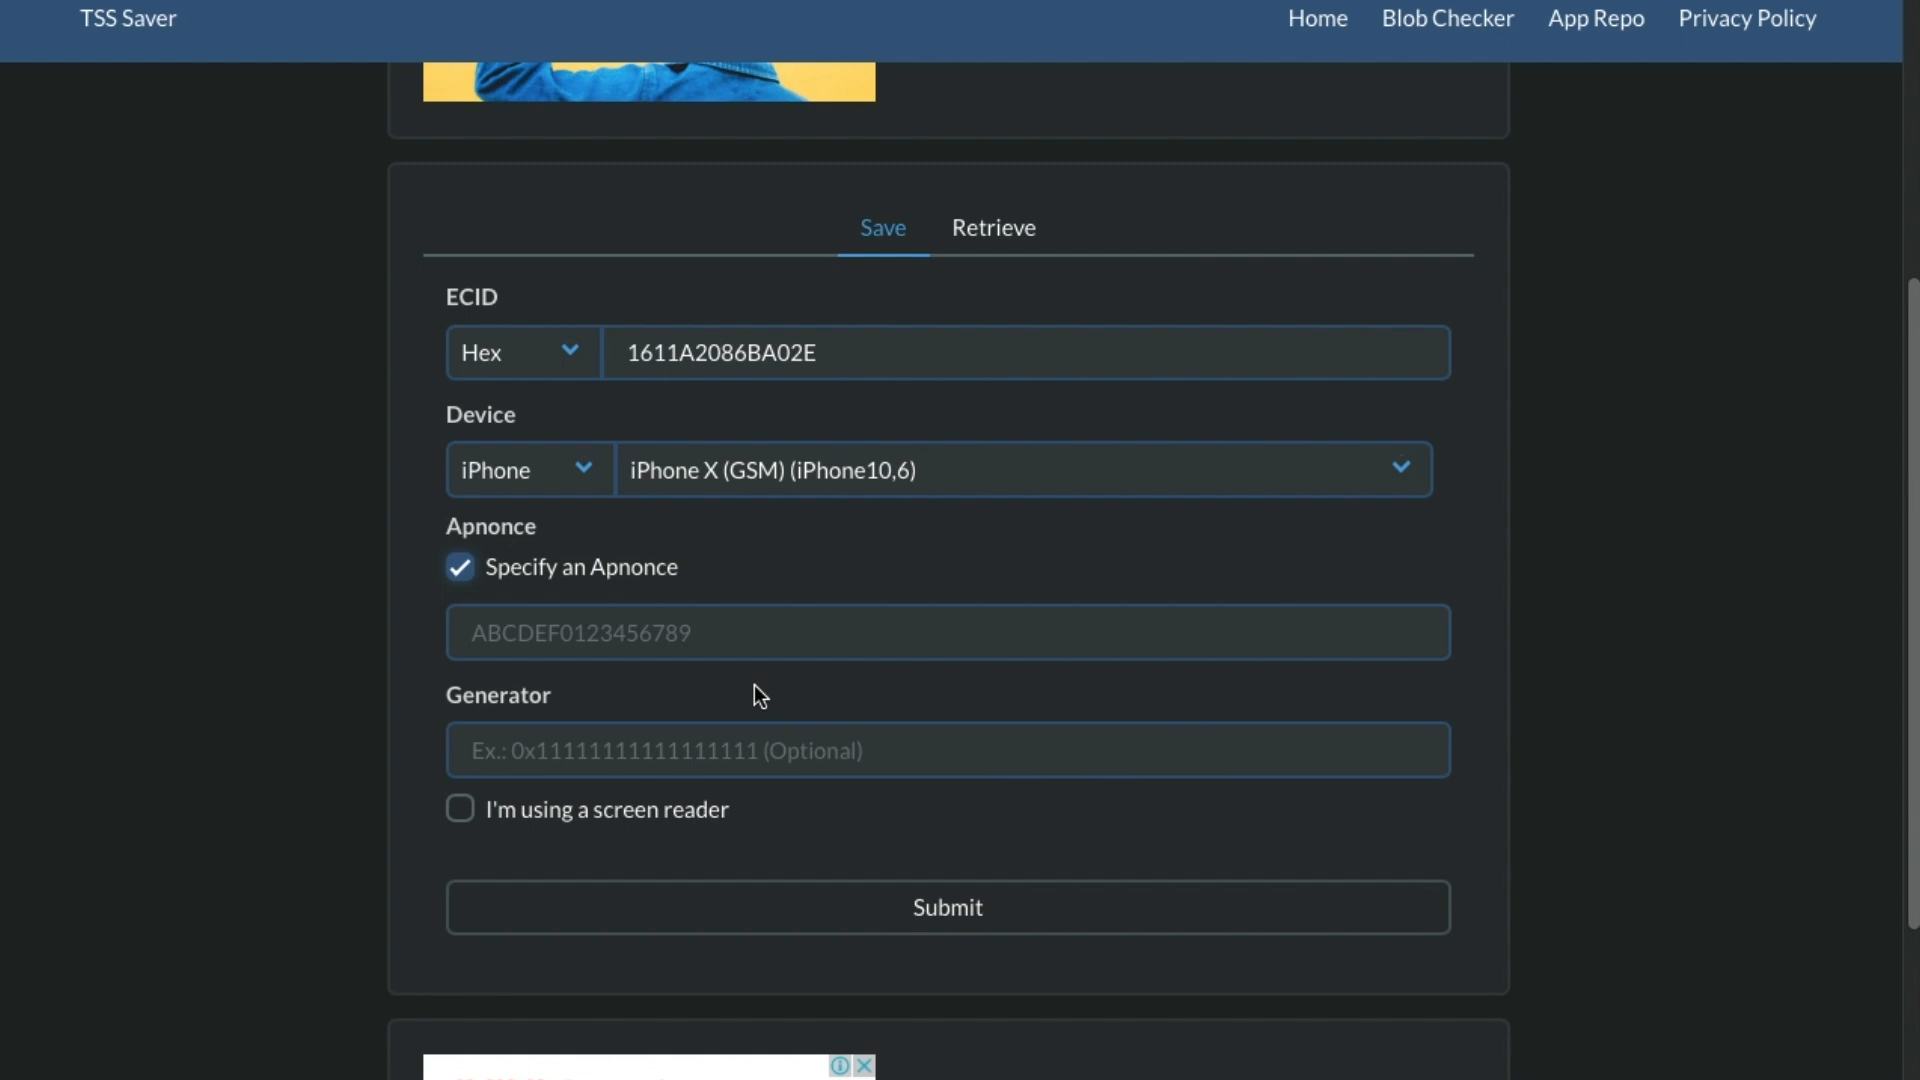 TSS Saver
Home Blob Checker App Repo Privacy Policy
Save Retrieve
ECID
Hex 1611A2086BA02E
Device
iPhone iPhone X (GSM) (iPhone10,6)
Apnonce
Specify an Apnonce
ABCDEF0123456789
Generator
Ex.: 0x1111111111111111 (Optional)
I'm using a screen reader
Submit